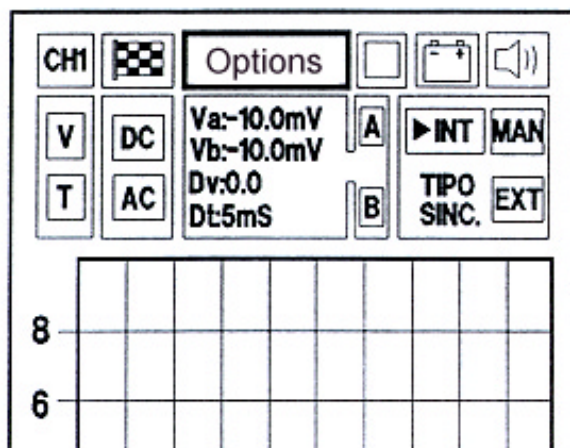 CH1
Options
V
T
DC
AC
Va:-10.0mV
Vb:-10.0mV
Dv:0.0
Dt:5mS
A
B
▶INT
MAN
TIPO
SINC.
EXT
8
6